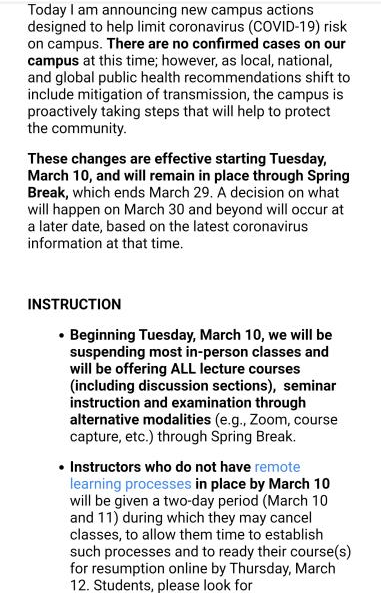 Today I am announcing new campus actions
designed to help limit coronavirus (COVID-19) risk
on campus. There are no confirmed cases on our
campus at this time; however, as local, national,
and global public health recommendations shift to
include mitigation of transmission, the campus is
proactively taking steps that will help to protect
the community.
These changes are effective starting Tuesday,
March 10, and will remain in place through Spring
Break, which ends March 29. A decision on what
will happen on March 30 and beyond will occur at
a later date, based on the latest coronavirus
information at that time.
INSTRUCTION
• Beginning Tuesday, March 10, we will be
suspending most in-person classes and
will be offering ALL lecture courses
(including discussion sections), seminar
instruction and examination through
alternative modalities (e.g., Zoom, course
capture, etc.) through Spring Break.
• Instructors who do not have remote
learning processes in place by March 10
will be given a two-day period (March 10
and 11) during which they may cancel
classes, to allow them time to establish
such processes and to ready their course(s)
for resumption online by Thursday, March
12. Students, please look for